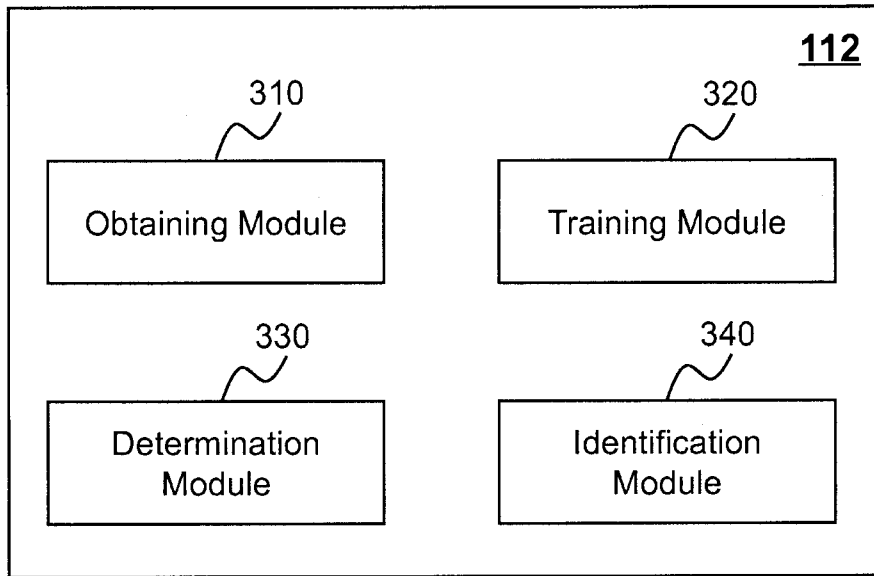 112
310
320
Obtaining Module
Training Module
330
340
Determination
Module
Identification
Module